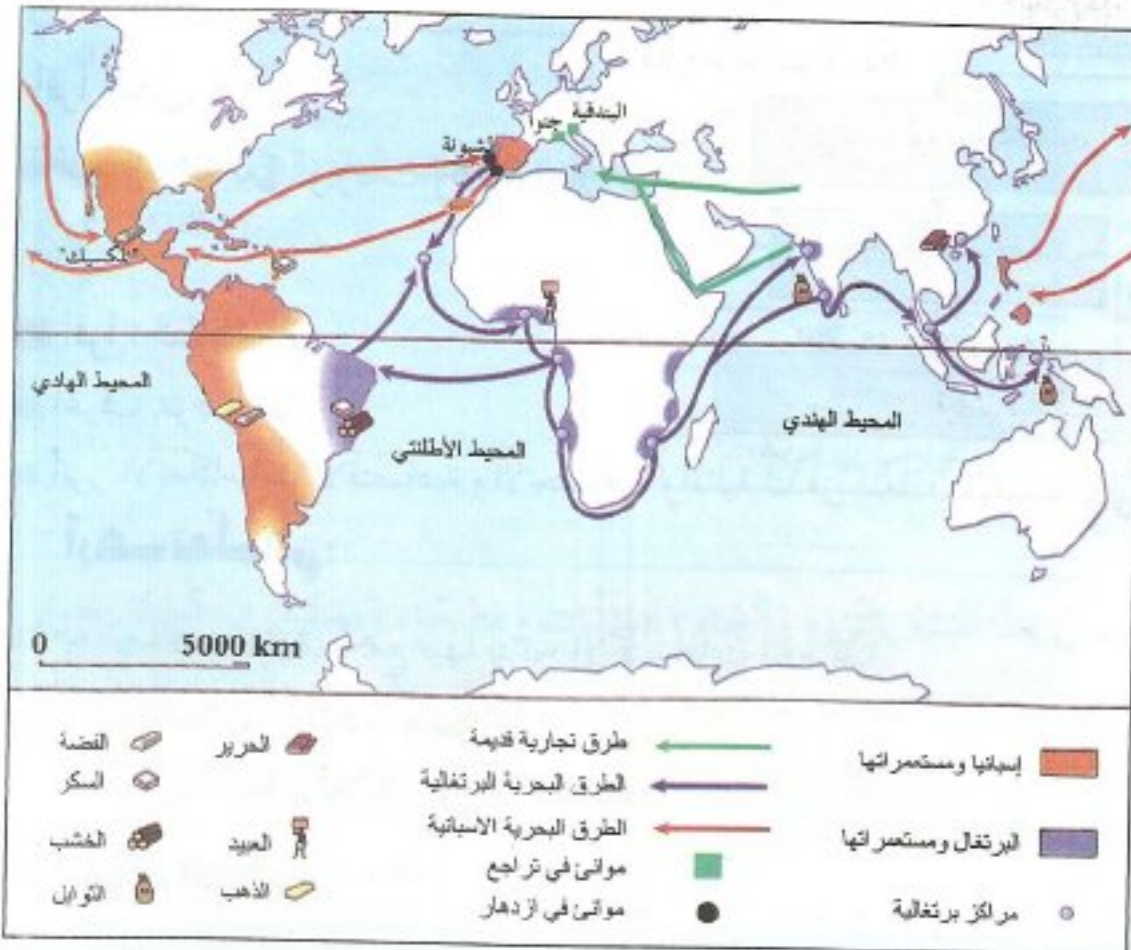 البندقية
جنوا
لشبونة
"المكسيك"
المحيط الهادي
المحيط الأطلنتي
المحيط الهندي
0 5000 km
إسبانيا ومستعمراتها
البرتغال ومستعمراتها
مراكز برتغالية
طرق تجارية قديمة
الطرق البحرية البرتغالية
الطرق البحرية الاسبانية
موانئ في تراجع
موانئ في ازدهار
الحرير
العبيد
الذهب
الفضة
السكر
الخشب
التوابل